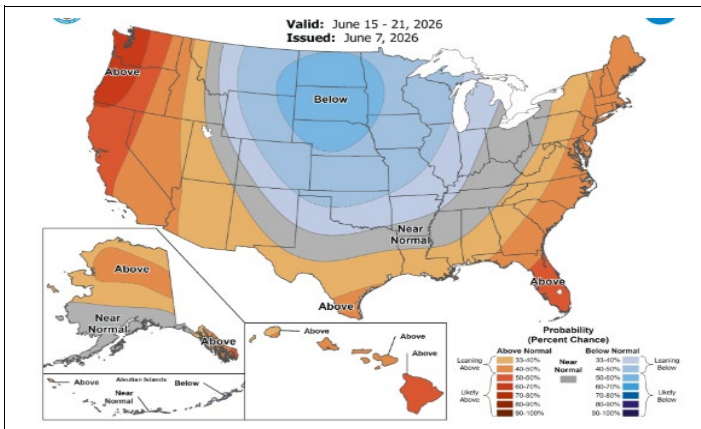 Valid: June 15 - 21, 2026
Issued: June 7, 2026
Above
Below
Near
Normal
Above
Above
Above
Near
Normal
Above
Above
Aleutian Islands
Below
Near
Normal
Above
Above
Above
Probability
(Percent Chance)
Above Normal
Near
Normal
Below Normal
Leaning
Above
33-40%
40-50%
50-60%
Likely
Above
60-70%
70-80%
80-90%
90-100%
33-40%
40-50%
50-60%
Leaning
Below
60-70%
70-80%
80-90%
90-100%
Likely
Below